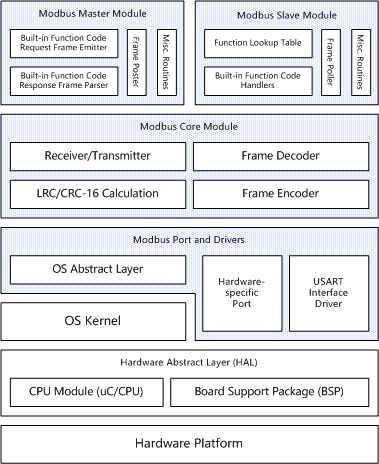 Modbus Master Module
Built-in Function Code
Request Frame Emitter
Built-in Function Code
Response Frame Parser
Frame Poster
Misc. Routines
Modbus Slave Module
Function Lookup Table
Built-in Function Code
Handlers
Frame Poller
Misc. Routines
Modbus Core Module
Receiver/Transmitter
Frame Decoder
LRC/CRC-16 Calculation
Frame Encoder
Modbus Port and Drivers
OS Abstract Layer
Hardware-
specific
Port
USART
Interface
Driver
OS Kernel
Hardware Abstract Layer (HAL)
CPU Module (uC/CPU)
Board Support Package (BSP)
Hardware Platform